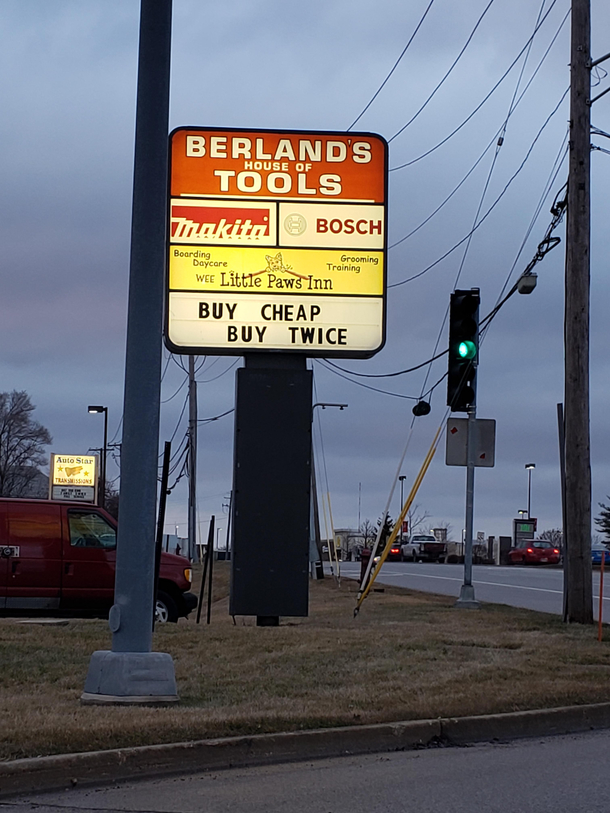 BERLAND'S
HOUSE OF
TOOLS
Makita
BOSCH
Boarding
Daycare
Grooming
Training
WEE Little Paws Inn
BUY CHEAP
BUY TWICE
Auto Star
TRANSMISSIONS